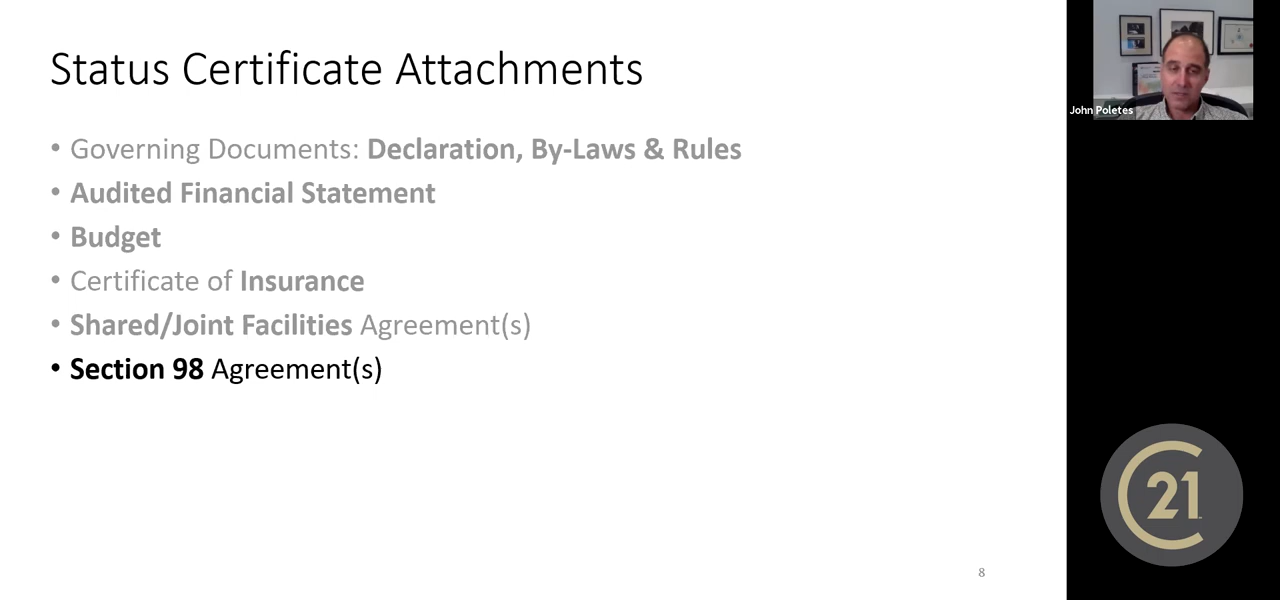 Status Certificate Attachments
• Governing Documents: Declaration, By-Laws & Rules
• Audited Financial Statement
• Budget
• Certificate of Insurance
• Shared/Joint Facilities Agreement(s)
• Section 98 Agreement(s)
8
John Poletes
C21